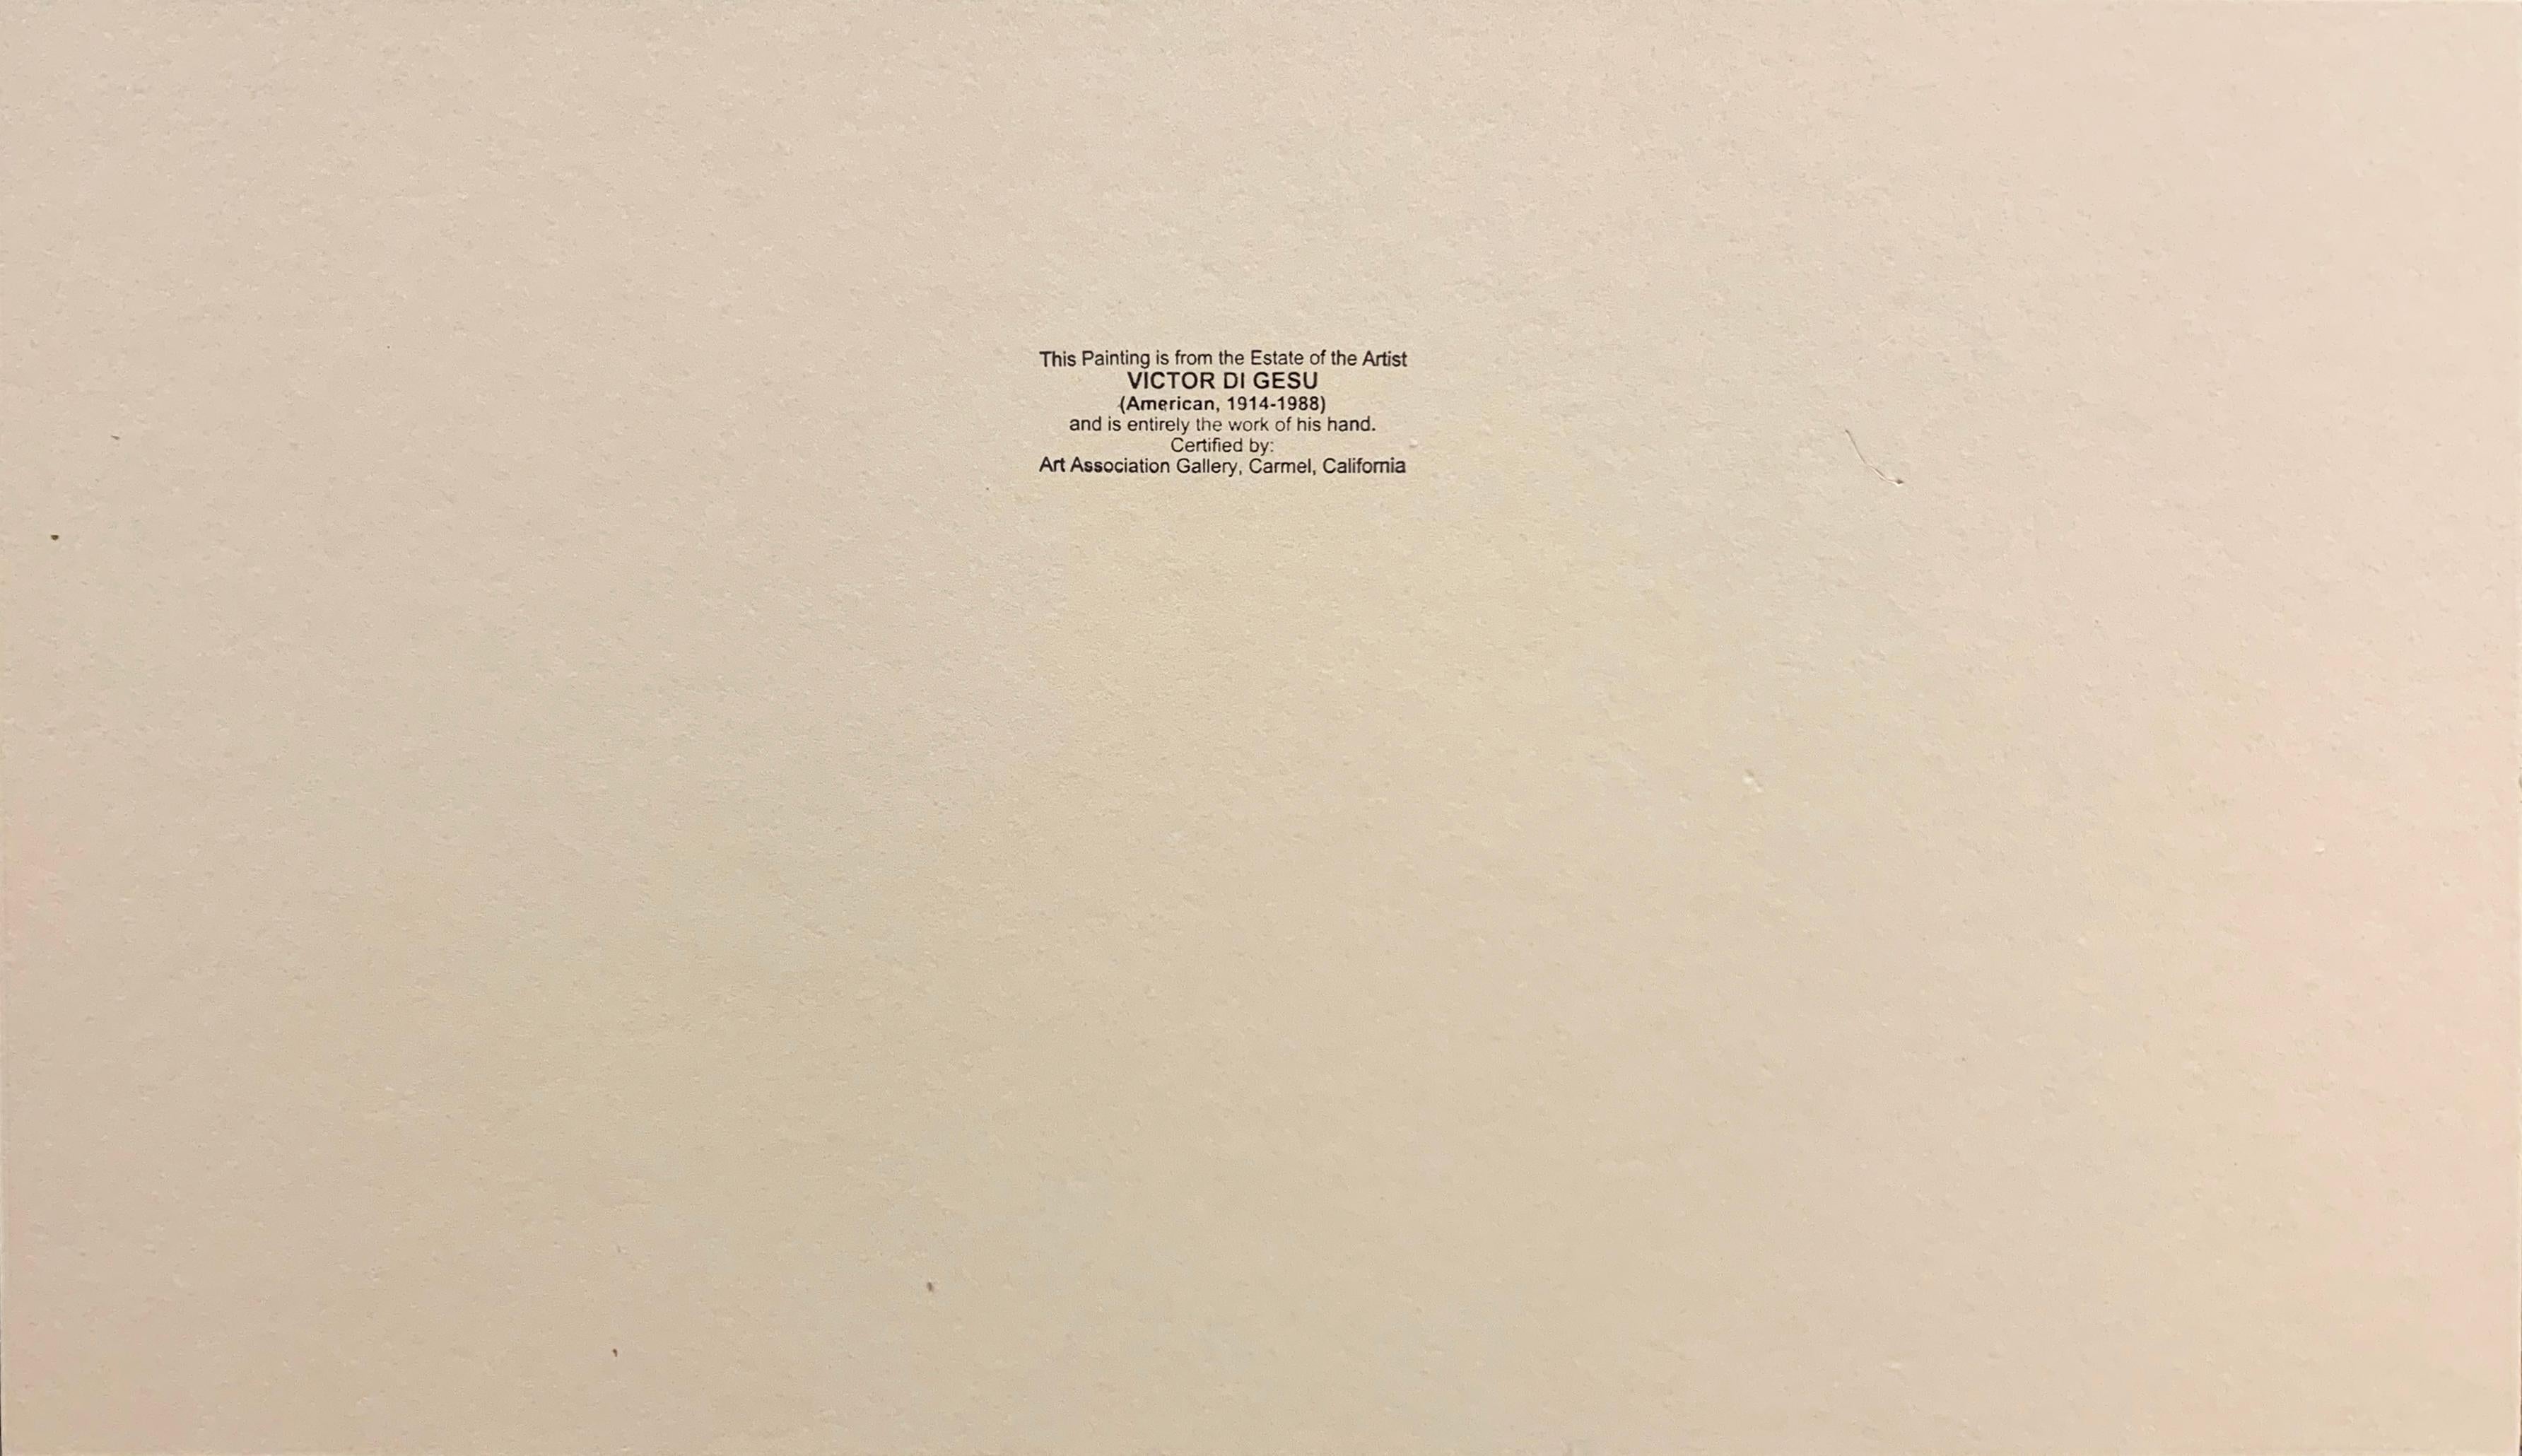 This Painting is from the Estate of the Artist
VICTOR DI GESU
(American, 1914-1988)
and is entirely the work of his hand.
Certified by:
Art Association Gallery, Carmel, California